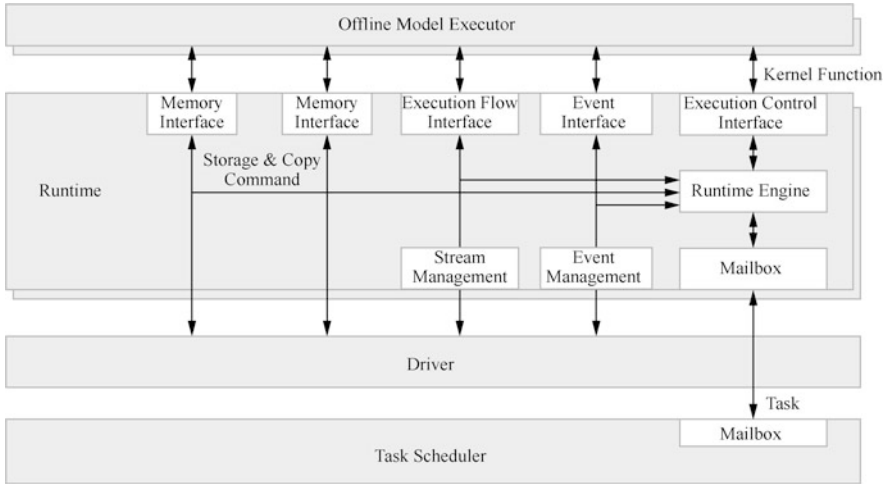 Offline Model Executor
Kernel Function
Memory
Interface
Memory
Interface
Execution Flow
Interface
Event
Interface
Execution Control
Interface
Storage & Copy
Command
Runtime
Runtime Engine
Stream
Management
Event
Management
Mailbox
Driver
Task
Mailbox
Task Scheduler